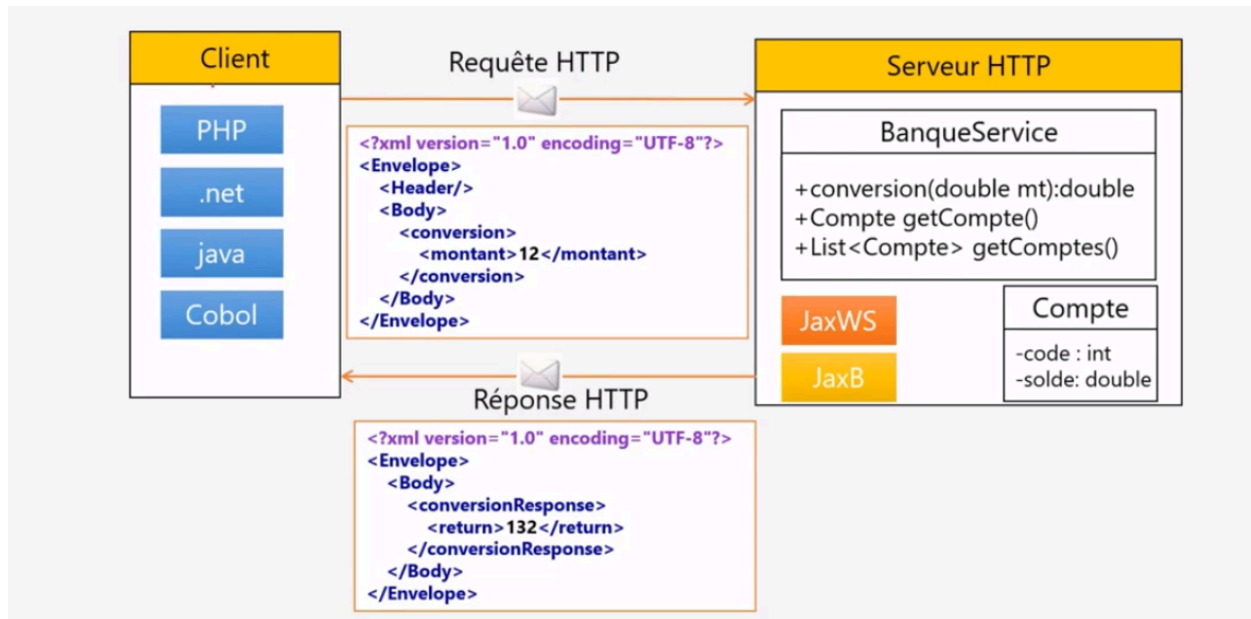 Client
PHP
.net
java
Cobol
Requête HTTP
<?xml version="1.0" encoding="UTF-8"?>
<Envelope>
<Header/>
<Body>
<conversion>
<montant>12</montant>
</conversion>
</Body>
</Envelope>
Réponse HTTP
<?xml version="1.0" encoding="UTF-8"?>
<Envelope>
<Body>
<conversionResponse>
<return>132</return>
</conversionResponse>
</Body>
</Envelope>
Serveur HTTP
BanqueService
+conversion(double mt):double
+Compte getCompte()
+List<Compte> getComptes()
JaxWS
JaxB
Compte
-code : int
-solde: double